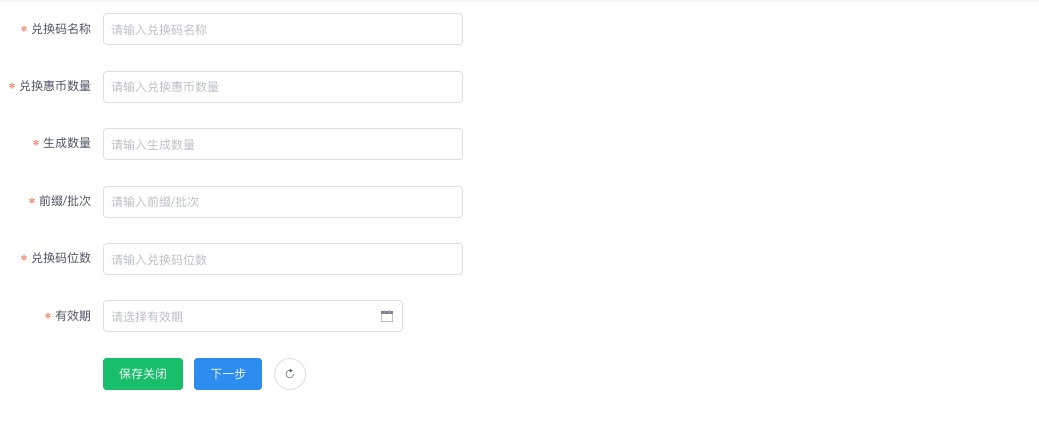 * 兑换码名称 请输入兑换码名称
* 兑换惠币数量 请输入兑换惠币数量
* 生成数量 请输入生成数量
* 前缀/批次 请输入前缀/批次
* 兑换码位数 请输入兑换码位数
* 有效期 请选择有效期
保存关闭 下一步